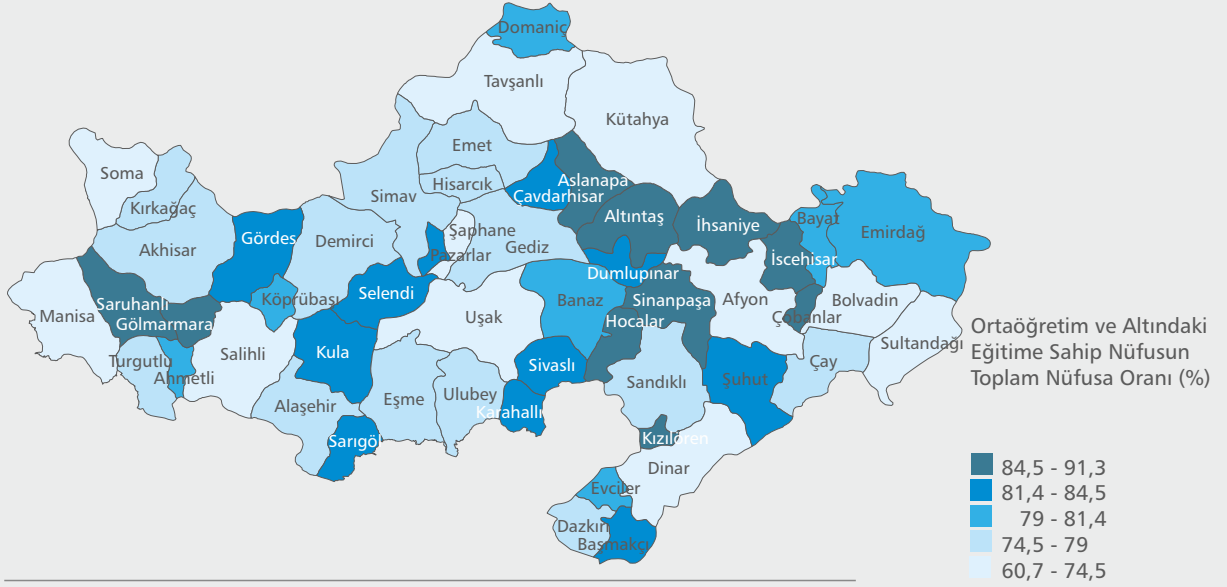 Domaniç
Tavşanlı
Kütahya
Emet
Soma
Hisarcık
Aslanapa
Çavdarhisar
Simav
Kırkağaç
Altıntaş
İhsaniye
Bayat
Emirdağ
Gördeş
Demirci
Şaphane
Gediz
Pazarlar
Akhisar
İscehisar
Dumlupınar
Selendi
Köprübaşı
Banaz
Sinanpaşa
Afyon
Bolvadin
Saruhanlı
Manisa
Gölmarmara
Uşak
Hocalar
Çobanlar
Sultandağı
Turgutlu
Salihli
Kula
Ahmetli
Sivaslı
Sandıklı
Şuhut
Çay
Alaşehir
Eşme
Ulubey
Karahallı
Sarıgöl
Kızılören
Dinar
Evciler
Dazkırı
Başmakçı
Ortaöğretim ve Altındaki
Eğitime Sahip Nüfusun
Toplam Nüfusa Oranı (%)
84,5 - 91,3
81,4 - 84,5
79 - 81,4
74,5 - 79
60,7 - 74,5